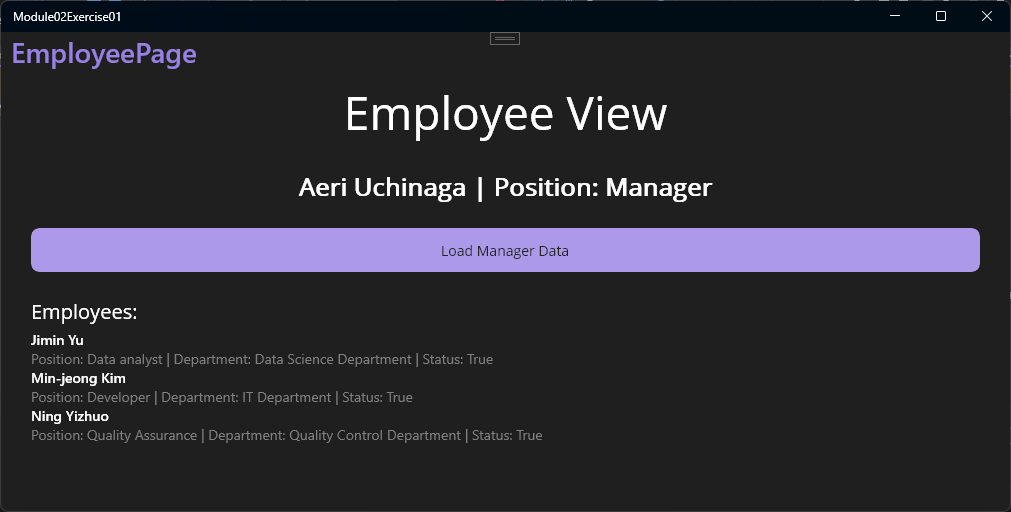 Module02Exercise01
EmployeePage
Employee View
Aeri Uchinaga | Position: Manager
Load Manager Data
Employees:
Jimin Yu
Position: Data analyst | Department: Data Science Department | Status: True
Min-jeong Kim
Position: Developer | Department: IT Department | Status: True
Ning Yizhuo
Position: Quality Assurance | Department: Quality Control Department | Status: True